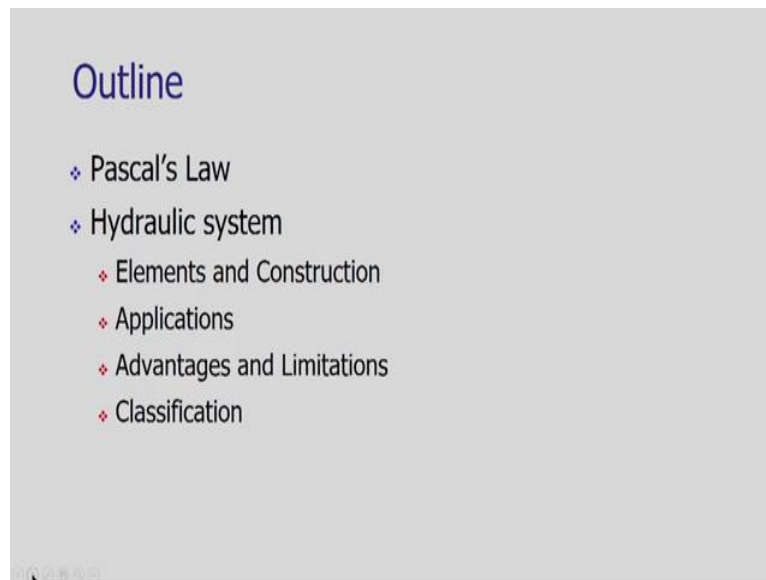 Outline
Pascal's Law
Hydraulic system
Elements and Construction
Applications
Advantages and Limitations
Classification